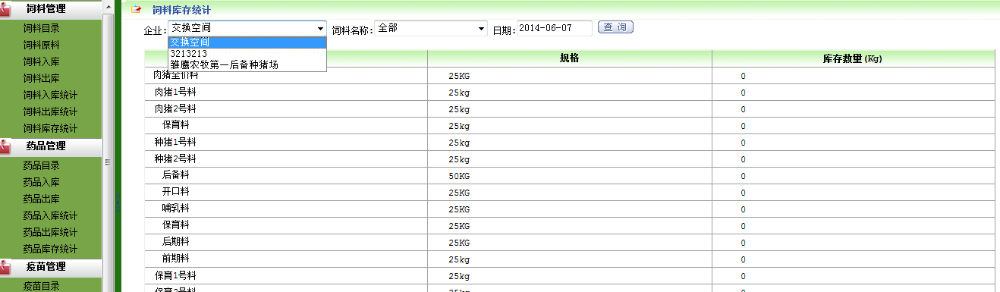 饲料管理
饲料目录
饲料原料
饲料入库
饲料出库
饲料入库统计
饲料出库统计
饲料库存统计
药品管理
药品目录
药品入库
药品出库
药品入库统计
药品出库统计
药品库存统计
疫苗管理
疫苗目录
饲料库存统计
企业: 交换空间 饲料名称: 全部 日期: 2014-06-07 查 询
交换空间
3213213
雏鹰农牧第一后备种猪场
规格 库存数量(Kg)
肉猪全价料 25KG 0
肉猪1号料 25kg 0
肉猪2号料 25kg 0
保育料 25kg 0
种猪1号料 25kg 0
种猪2号料 25kg 0
后备料 50KG 0
开口料 25KG 0
哺乳料 25KG 0
保育料 25KG 0
后期料 25KG 0
前期料 25KG 0
保育1号料 25kg 0
保育2号料 25kg 0